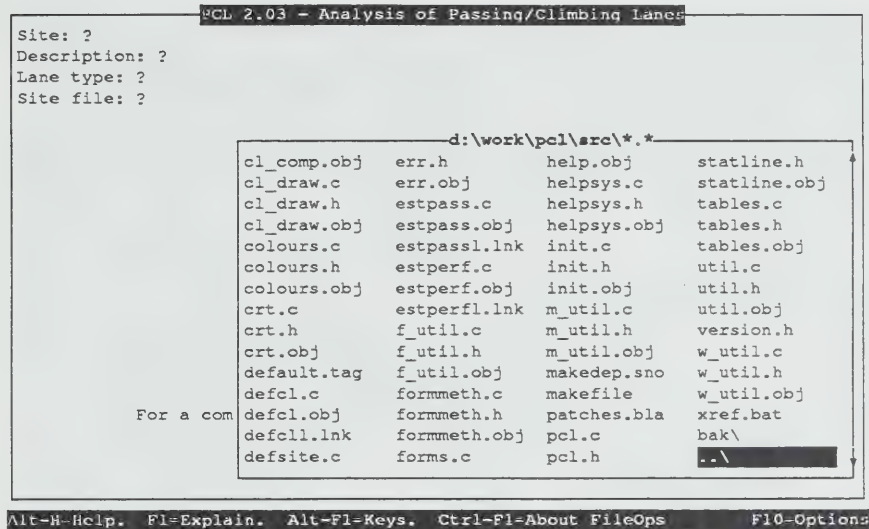 PCL 2.03 - Analysis of Passing/Climbing Lanes
Site: ?
Description: ?
Lane type: ?
Site file: ?
d:\work\pcl\src\*.*
cl_comp.obj err.h help.obj statline.h
cl_draw.c err.obj helpsys.c statline.obj
cl_draw.h estpass.c helpsys.h tables.c
cl_draw.obj estpass.obj helpsys.obj tables.h
colours.c estpassl.lnk init.c tables.obj
colours.h estperf.c init.h util.c
colours.obj estperf.obj init.obj util.h
crt.c estperfl.lnk m_util.c util.obj
crt.h f_util.c m_util.h version.h
crt.obj f_util.h m_util.obj w_util.c
default.tag f_util.obj makedep.sno w_util.h
defcl.c formmeth.c makefile w_util.obj
For a com defcl.obj formmeth.h patches.bla xref.bat
defcll.lnk formmeth.obj pcl.c bak\
defsite.c forms.c pcl.h ..\
Alt-H-Help. F1=Explain. Alt-F1=Keys. Ctrl-F1=About FileOps F10-Options